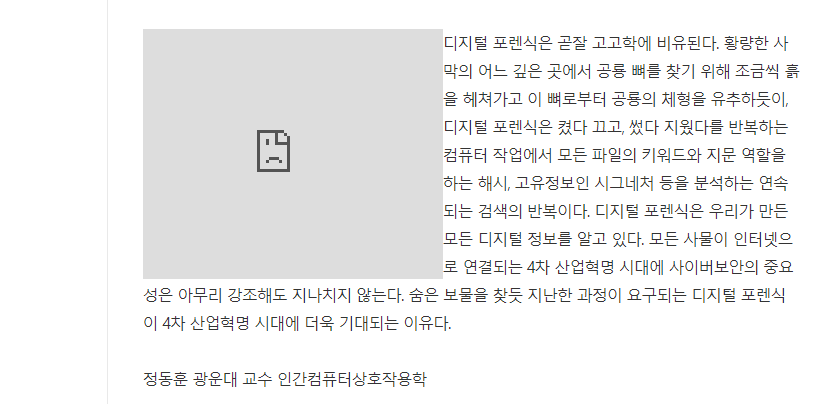 디지털 포렌식은 곧잘 고고학에 비유된다. 황량한 사
막의 어느 깊은 곳에서 공룡 뼈를 찾기 위해 조금씩 흙
을 헤쳐가고 이 뼈로부터 공룡의 체형을 유추하듯이,
디지털 포렌식은 켰다 끄고, 썼다 지웠다를 반복하는
컴퓨터 작업에서 모든 파일의 키워드와 지문 역할을
하는 해시, 고유정보인 시그네처 등을 분석하는 연속
되는 검색의 반복이다. 디지털 포렌식은 우리가 만든
모든 디지털 정보를 알고 있다. 모든 사물이 인터넷으
로 연결되는 4차 산업혁명 시대에 사이버보안의 중요
성은 아무리 강조해도 지나치지 않는다. 숨은 보물을 찾듯 지난한 과정이 요구되는 디지털 포렌식
이 4차 산업혁명 시대에 더욱 기대되는 이유다.
정동훈 광운대 교수 인간컴퓨터상호작용학